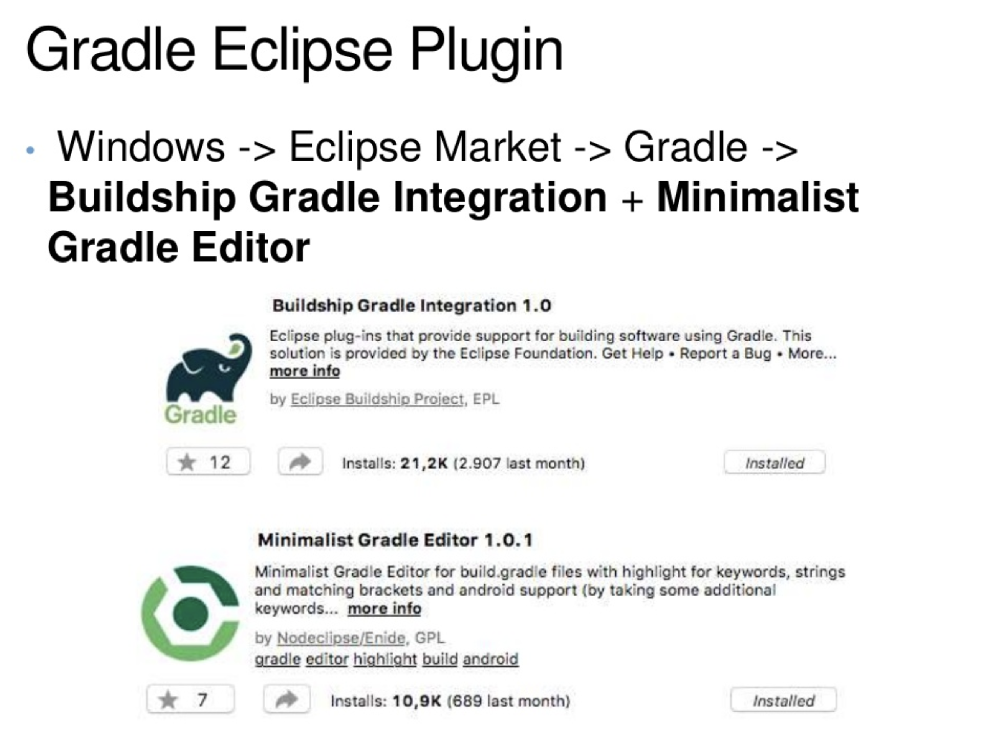 Gradle Eclipse Plugin
• Windows -> Eclipse Market -> Gradle ->
Buildship Gradle Integration + Minimalist
Gradle Editor
Buildship Gradle Integration 1.0
Eclipse plug-ins that provide support for building software using Gradle. This
solution is provided by the Eclipse Foundation. Get Help • Report a Bug • More...
more info
by Eclipse Buildship Project, EPL
Gradle
12
Installs: 21,2K (2.907 last month)
Installed
Minimalist Gradle Editor 1.0.1
Minimalist Gradle Editor for build.gradle files with highlight for keywords, strings
and matching brackets and android support (by taking some additional
keywords... more info
by Nodeclipse/Enide, GPL
gradle editor highlight build android
7
Installs: 10,9K (689 last month)
Installed